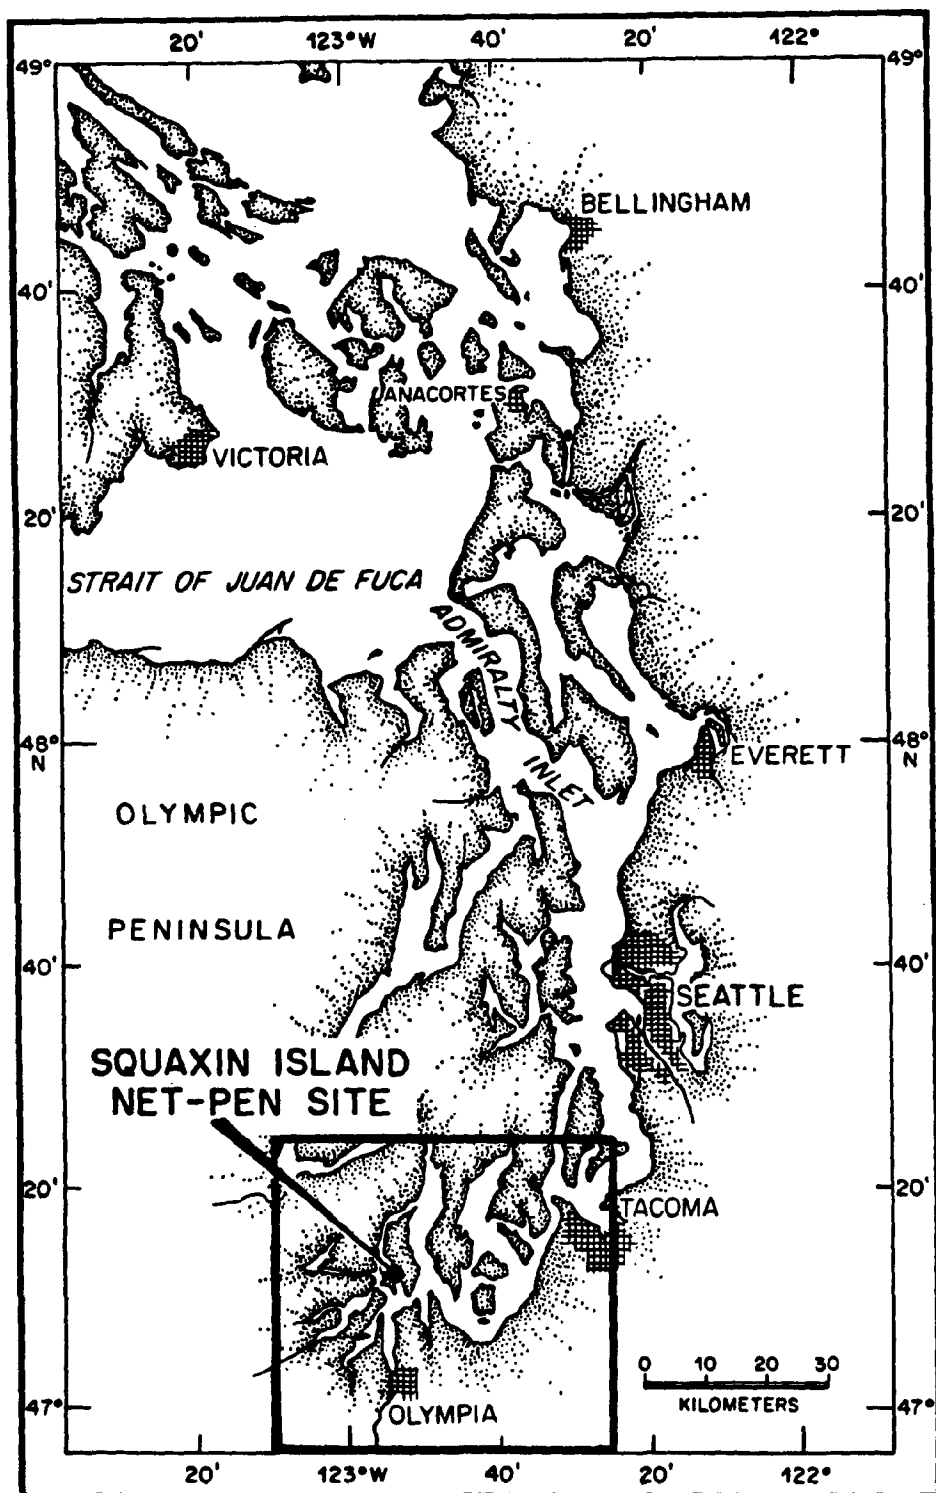 20' 123°W 40' 20' 122°
49° 49°
BELLINGHAM
40' 40'
ANACORTES
VICTORIA
20' 20'
STRAIT OF JUAN DE FUCA
ADMIRALTY
INLET
48° 48°
N N
EVERETT
OLYMPIC
PENINSULA
40' 40'
SEATTLE
SQUAXIN ISLAND
NET-PEN SITE
20' 20'
TACOMA
0 10 20 30
KILOMETERS
47° 47°
OLYMPIA
20' 123°W 40' 20' 122°